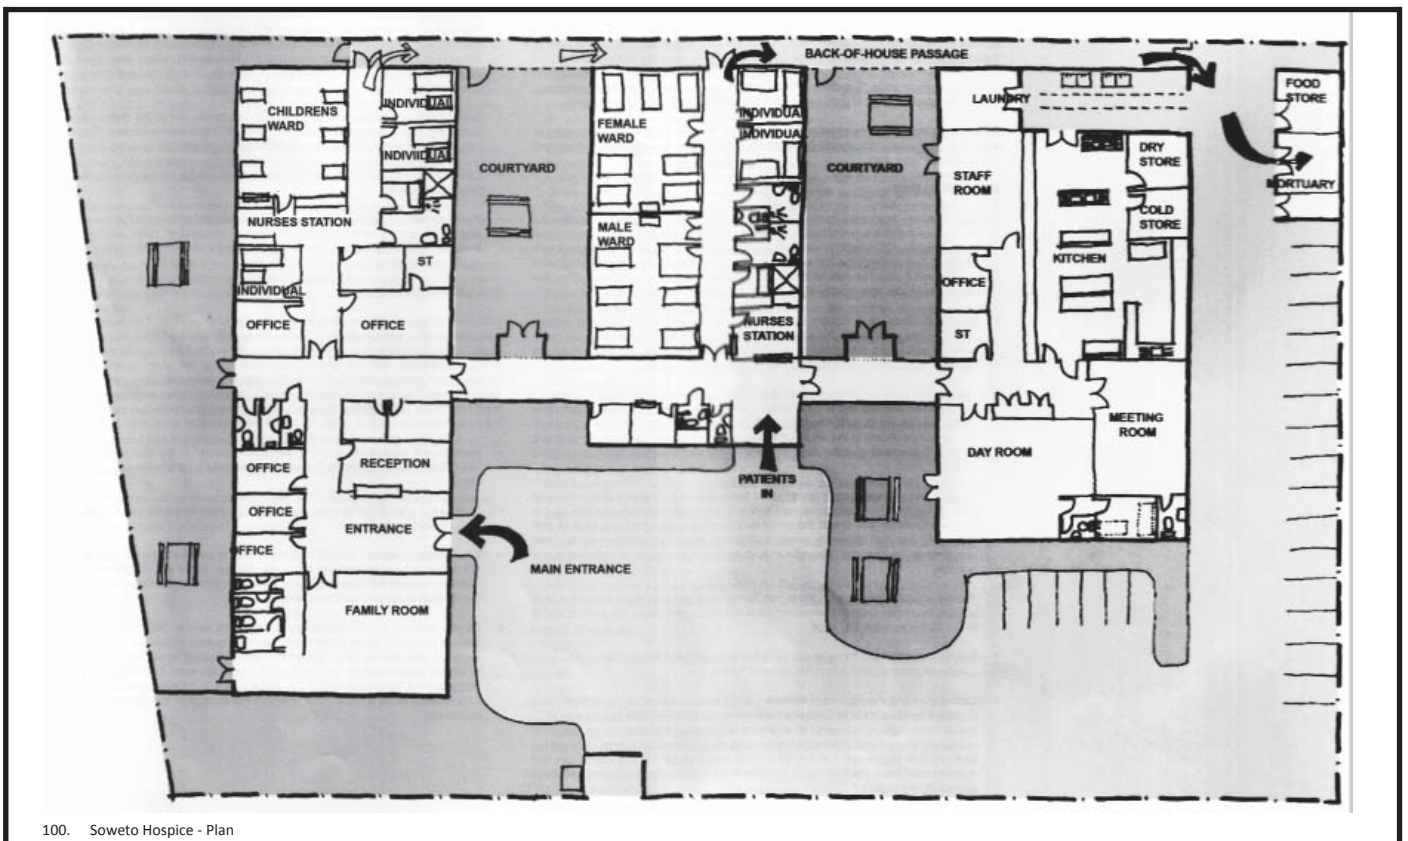 BACK-OF-HOUSE PASSAGE
CHILDRENS
WARD
INDIVIDUAL
INDIVIIDUAL
NURSES STATION
INDIVIDUAL
ST
OFFICE
OFFICE
COURTYARD
FEMALE
WARD
MALE
WARD
INDIVIDUAL
INDIVIDUAL
NURSES
STATION
COURTYARD
LAUNDRY
STAFF
ROOM
OFFICE
ST
DRY
STORE
COLD
STORE
KITCHEN
FOOD
STORE
MORTUARY
OFFICE
OFFICE
OFFICE
RECEPTION
ENTRANCE
MAIN ENTRANCE
FAMILY ROOM
PATIENTS
IN
DAY ROOM
MEETING
ROOM
100. Soweto Hospice - Plan